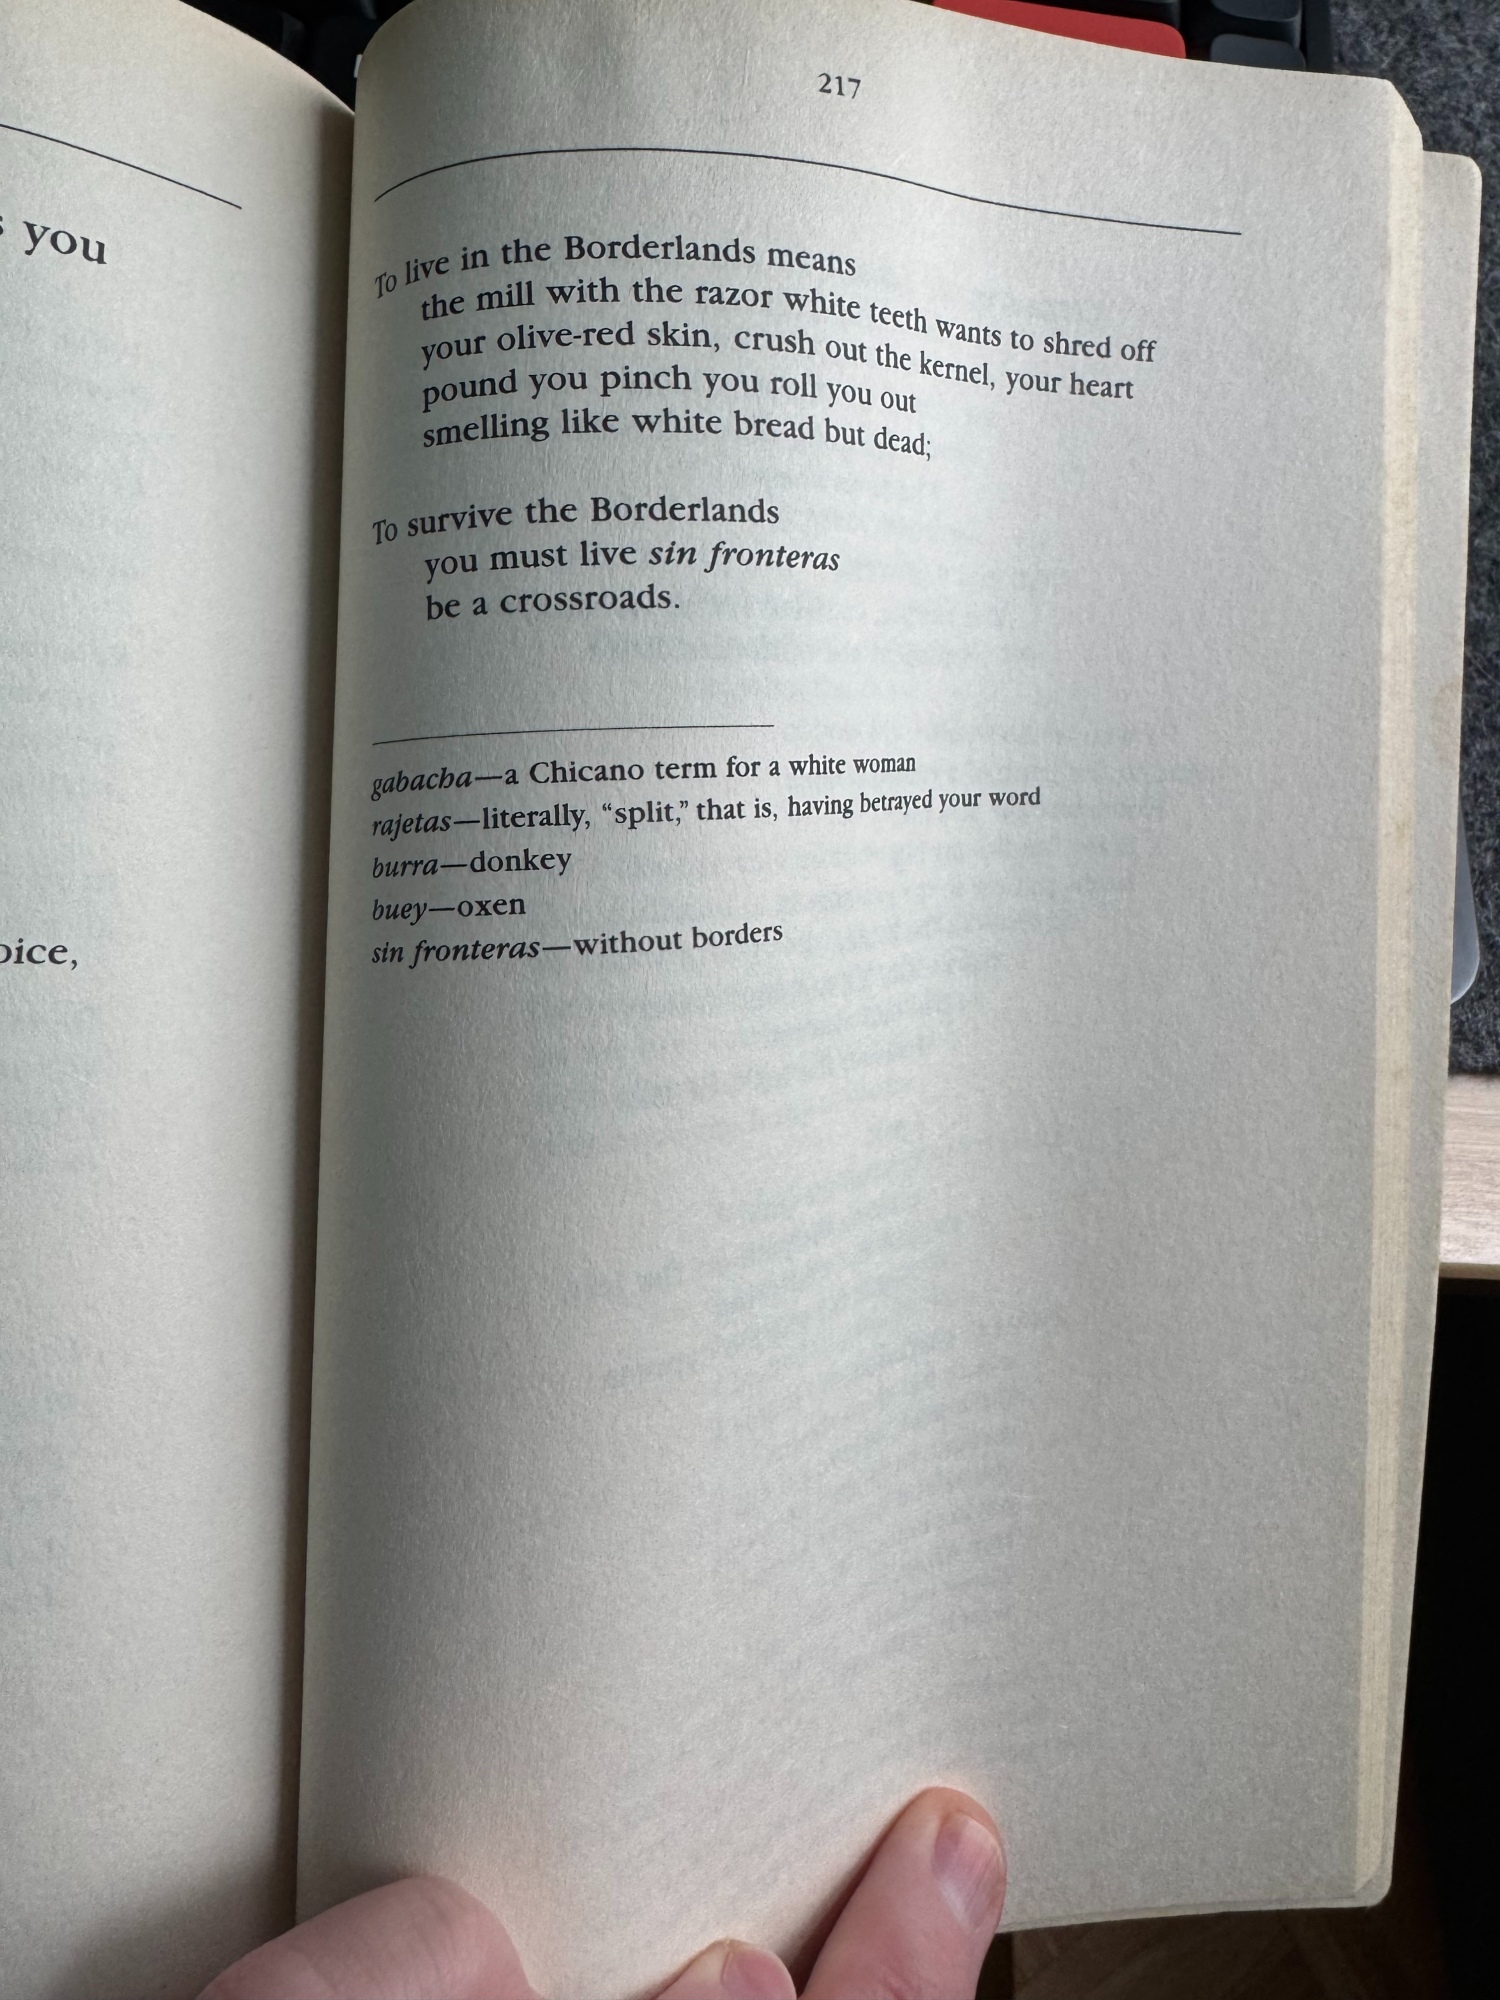 you
oice,
217
To live in the Borderlands means
the mill with the razor white teeth wants to shred off
your olive-red skin, crush out the kernel, your heart
pound you pinch you roll you out
smelling like white bread but dead;
To survive the Borderlands
you must live sin fronteras
be a crossroads.
gabacha—a Chicano term for a white woman
rajetas—literally, “split,” that is, having betrayed your word
burra—donkey
buey—oxen
sin fronteras—without borders